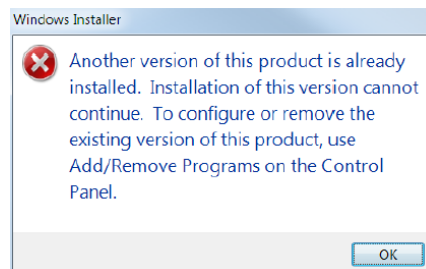 Windows Installer
Another version of this product is already
installed. Installation of this version cannot
continue. To configure or remove the
existing version of this product, use
Add/Remove Programs on the Control
Panel.
OK